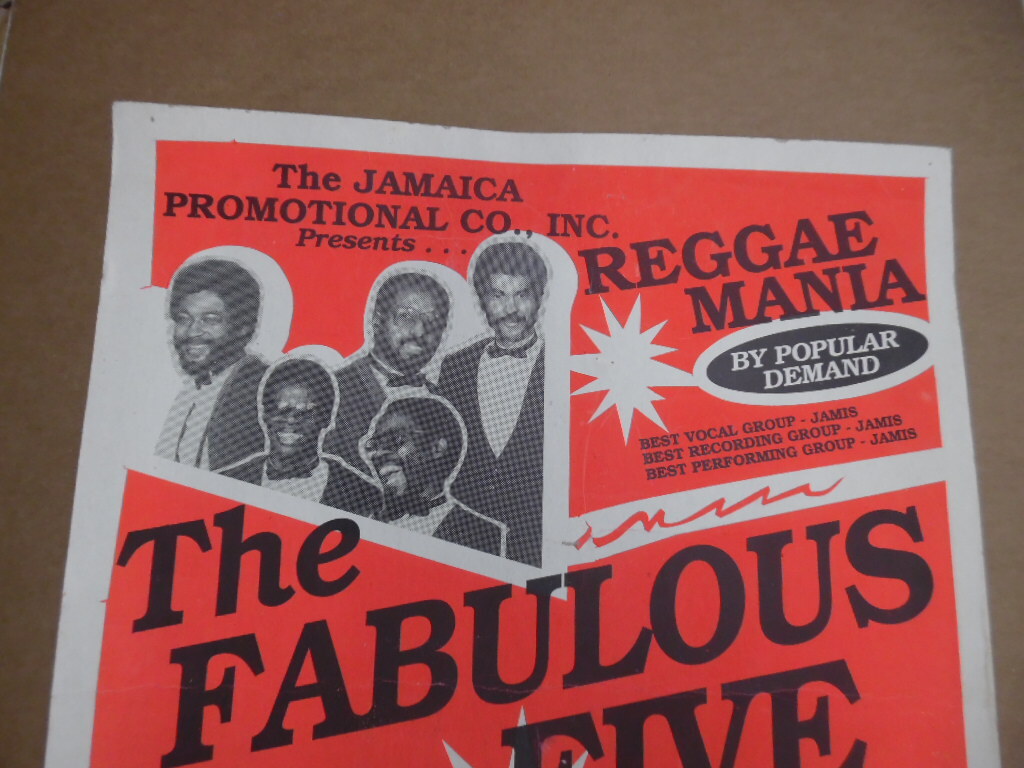 The JAMAICA
PROMOTIONAL CO., INC.
Presents . . .
REGGAE
MANIA
BY POPULAR
DEMAND
BEST VOCAL GROUP - JAMIS
BEST RECORDING GROUP - JAMIS
BEST PERFORMING GROUP - JAMIS
The
FABULOUS
FIVE